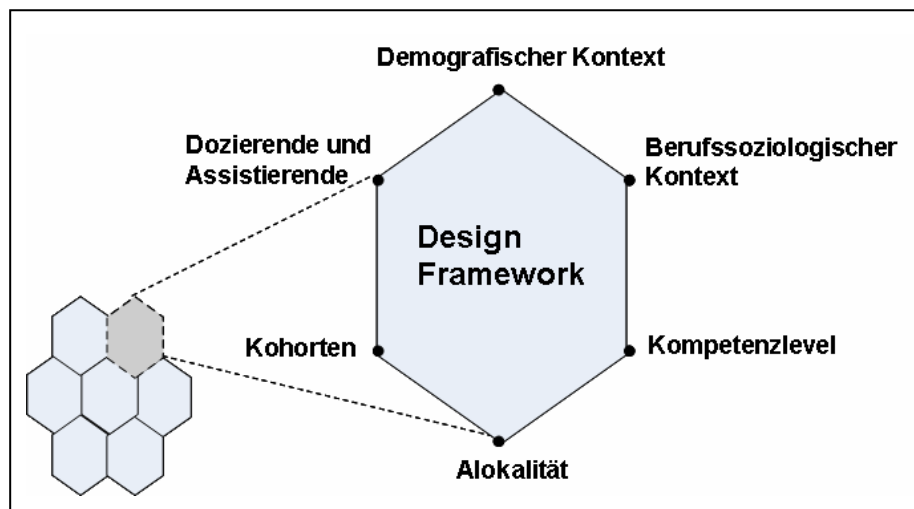 Demografischer Kontext
Dozierende und
Assistierende
Berufssoziologischer
Kontext
Design
Framework
Kohorten
Kompetenzlevel
Alokalität